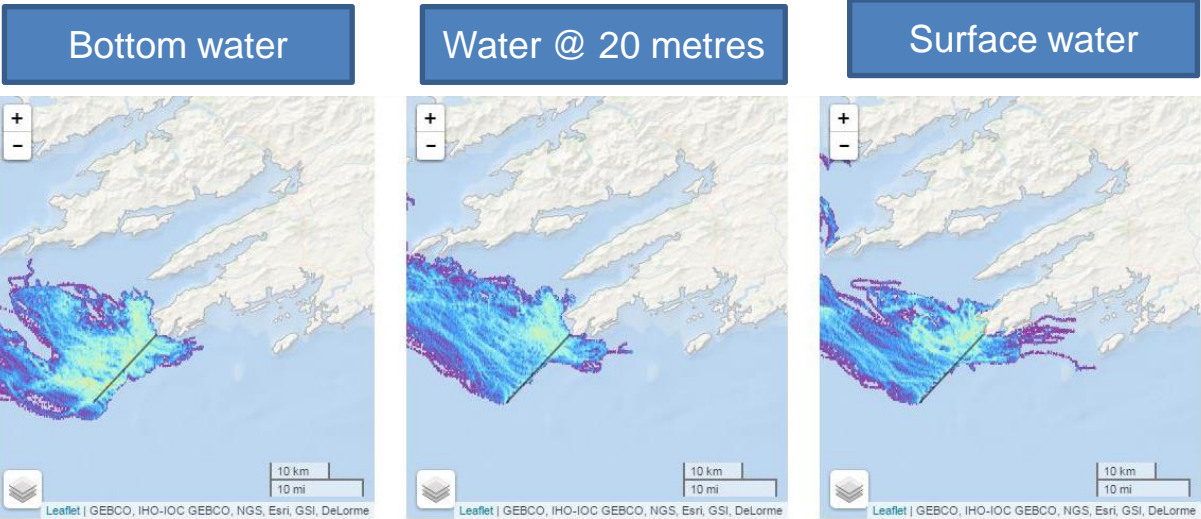 Bottom water
Water @ 20 metres
Surface water
+
−
+
−
+
−
10 km
10 mi
10 km
10 mi
10 km
10 mi
Leaflet | GEBCO, IHO-IOC GEBCO, NGS, Esri, GSI, DeLorme
Leaflet | GEBCO, IHO-IOC GEBCO, NGS, Esri, GSI, DeLorme
Leaflet | GEBCO, IHO-IOC GEBCO, NGS, Esri, GSI, DeLorme